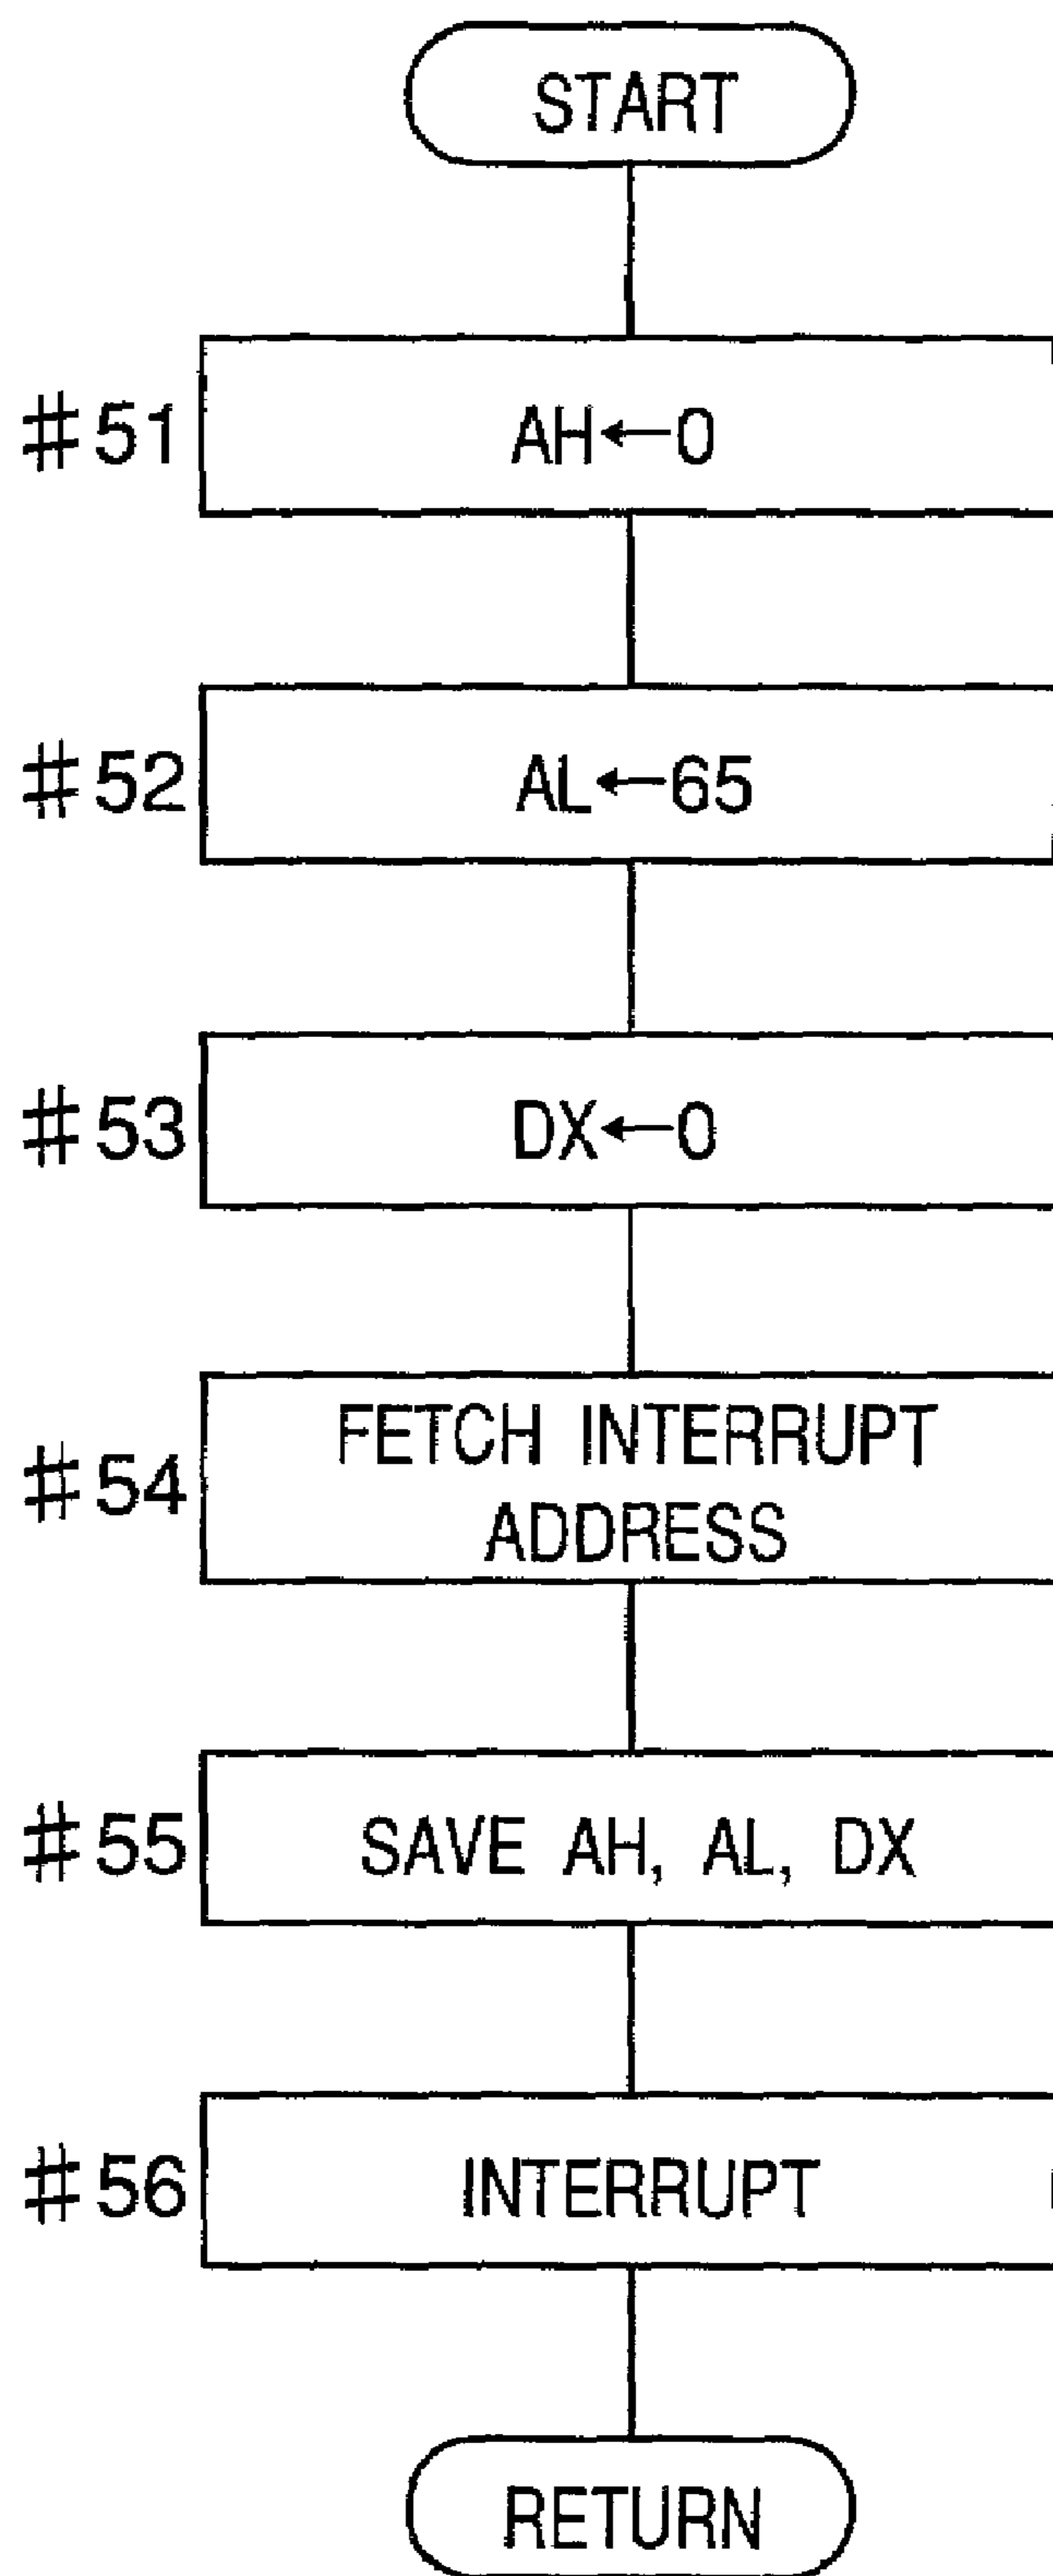 START
#51 AH←0
#52 AL←65
#53 DX←0
FETCH INTERRUPT
#54
ADDRESS
#55 SAVE AH, AL, DX
#56 INTERRUPT
RETURN